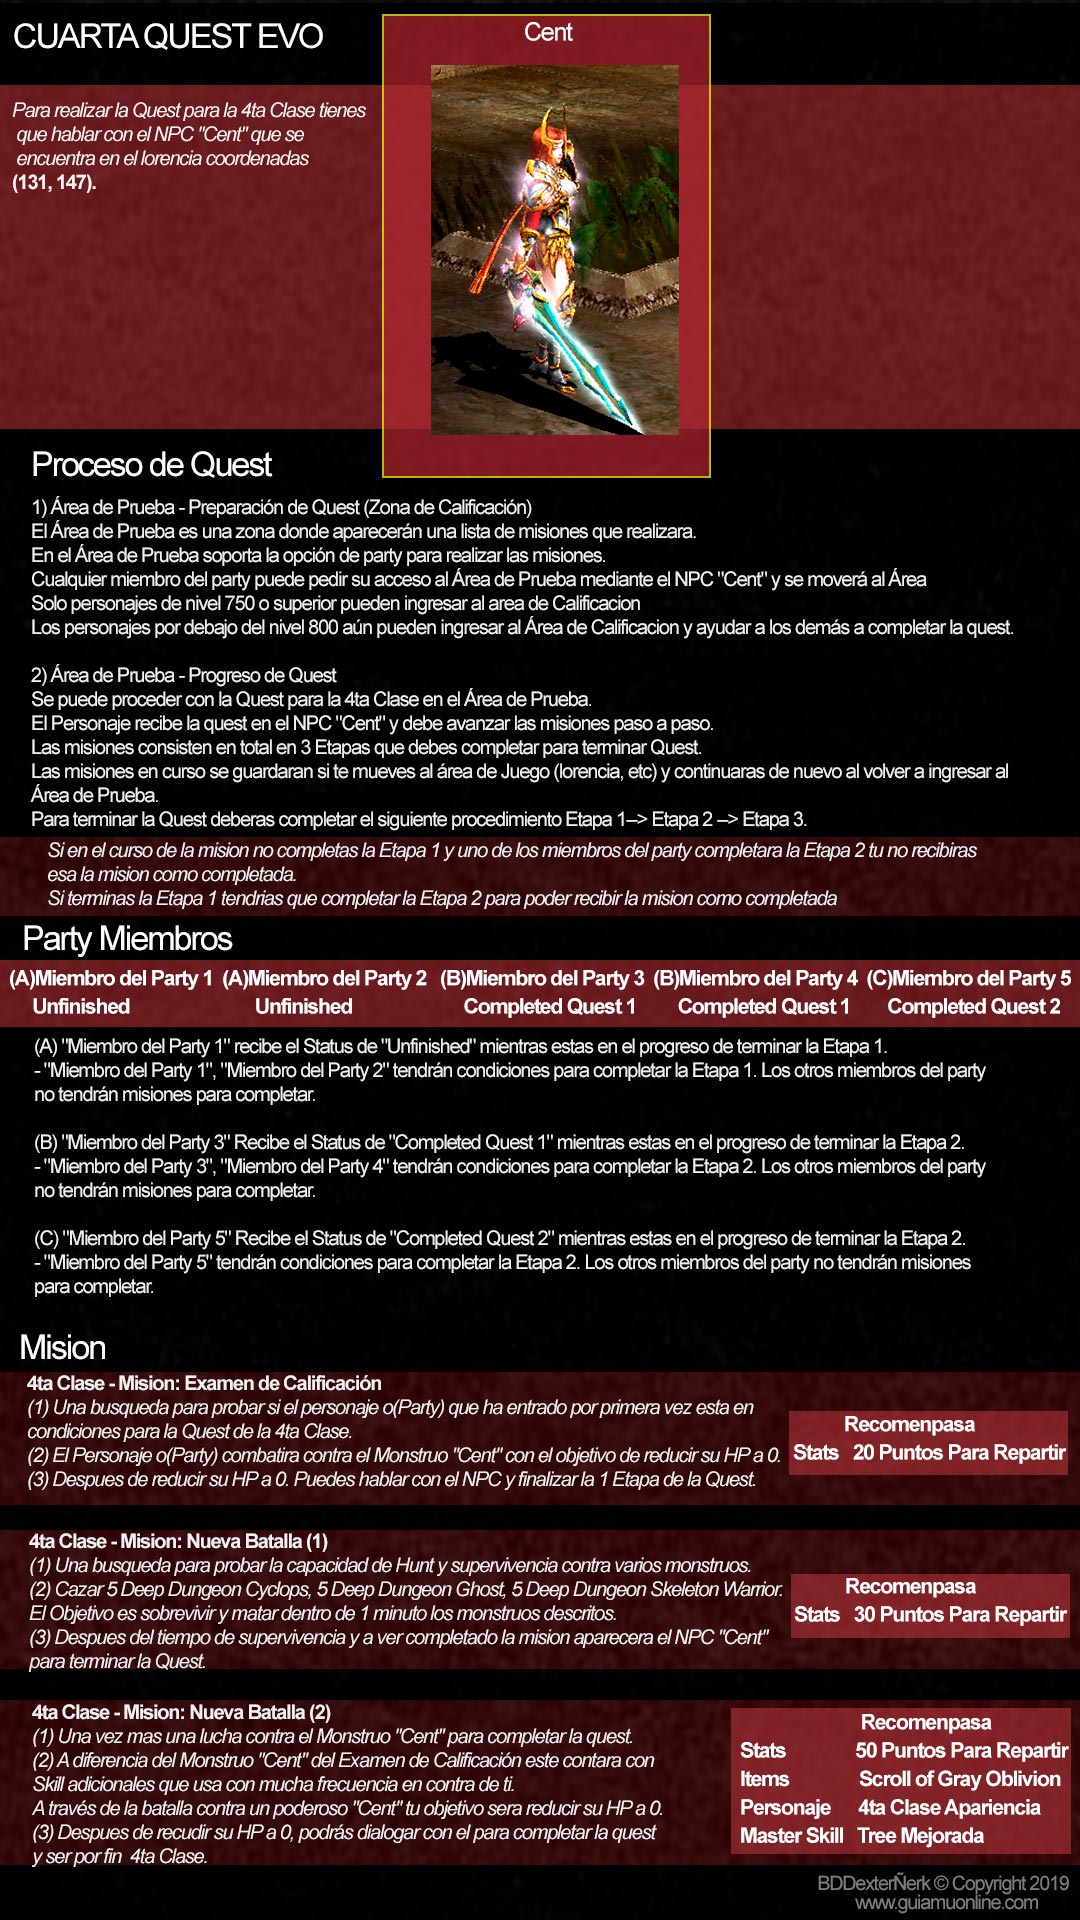 CUARTA QUEST EVO
Cent
Para realizar la Quest para la 4ta Clase tienes
que hablar con el NPC "Cent" que se
encuentra en el lorencia coordenadas
(131, 147).
Proceso de Quest
1) Área de Prueba - Preparación de Quest (Zona de Calificación)
El Área de Prueba es una zona donde aparecerán una lista de misiones que realizara.
En el Área de Prueba soporta la opción de party para realizar las misiones.
Cualquier miembro del party puede pedir su acceso al Área de Prueba mediante el NPC "Cent" y se moverá al Área
Solo personajes de nivel 750 o superior pueden ingresar al area de Calificacion
Los personajes por debajo del nivel 800 aún pueden ingresar al Área de Calificacion y ayudar a los demás a completar la quest.
2) Área de Prueba - Progreso de Quest
Se puede proceder con la Quest para la 4ta Clase en el Área de Prueba.
El Personaje recibe la quest en el NPC "Cent" y debe avanzar las misiones paso a paso.
Las misiones consisten en total en 3 Etapas que debes completar para terminar Quest.
Las misiones en curso se guardaran si te mueves al área de Juego (lorencia, etc) y continuaras de nuevo al volver a ingresar al
Área de Prueba.
Para terminar la Quest deberas completar el siguiente procedimiento Etapa 1--> Etapa 2 --> Etapa 3.
Si en el curso de la mision no completas la Etapa 1 y uno de los miembros del party completara la Etapa 2 tu no recibiras
esa la mision como completada.
Si terminas la Etapa 1 tendrias que completar la Etapa 2 para poder recibir la mision como completada
Party Miembros
(A)Miembro del Party 1 (A)Miembro del Party 2 (B)Miembro del Party 3 (B)Miembro del Party 4 (C)Miembro del Party 5
Unfinished Unfinished Completed Quest 1 Completed Quest 1 Completed Quest 2
(A) "Miembro del Party 1" recibe el Status de "Unfinished" mientras estas en el progreso de terminar la Etapa 1.
- "Miembro del Party 1", "Miembro del Party 2" tendrán condiciones para completar la Etapa 1. Los otros miembros del party
no tendrán misiones para completar.
(B) "Miembro del Party 3" Recibe el Status de "Completed Quest 1" mientras estas en el progreso de terminar la Etapa 2.
- "Miembro del Party 3", "Miembro del Party 4" tendrán condiciones para completar la Etapa 2. Los otros miembros del party
no tendrán misiones para completar.
(C) "Miembro del Party 5" Recibe el Status de "Completed Quest 2" mientras estas en el progreso de terminar la Etapa 2.
- "Miembro del Party 5" tendrán condiciones para completar la Etapa 2. Los otros miembros del party no tendrán misiones
para completar.
Mision
4ta Clase - Mision: Examen de Calificación
(1) Una busqueda para probar si el personaje o(Party) que ha entrado por primera vez esta en
condiciones para la Quest de la 4ta Clase.
(2) El Personaje o(Party) combatira contra el Monstruo "Cent" con el objetivo de reducir su HP a 0.
(3) Despues de reducir su HP a 0. Puedes hablar con el NPC y finalizar la 1 Etapa de la Quest.
Recomenpasa
Stats 20 Puntos Para Repartir
4ta Clase - Mision: Nueva Batalla (1)
(1) Una busqueda para probar la capacidad de Hunt y supervivencia contra varios monstruos.
(2) Cazar 5 Deep Dungeon Cyclops, 5 Deep Dungeon Ghost, 5 Deep Dungeon Skeleton Warrior.
El Objetivo es sobrevivir y matar dentro de 1 minuto los monstruos descritos.
(3) Despues del tiempo de supervivencia y a ver completado la mision aparecera el NPC "Cent"
para terminar la Quest.
Recomenpasa
Stats 30 Puntos Para Repartir
4ta Clase - Mision: Nueva Batalla (2)
(1) Una vez mas una lucha contra el Monstruo "Cent" para completar la quest.
(2) A diferencia del Monstruo "Cent" del Examen de Calificación este contara con
Skill adicionales que usa con mucha frecuencia en contra de ti.
A través de la batalla contra un poderoso "Cent" tu objetivo sera reducir su HP a 0.
(3) Despues de recudir su HP a 0, podrás dialogar con el para completar la quest
y ser por fin 4ta Clase.
Recomenpasa
Stats 50 Puntos Para Repartir
Items Scroll of Gray Oblivion
Personaje 4ta Clase Apariencia
Master Skill Tree Mejorada
BDDexterÑerk © Copyright 2019
www.guiamuonline.com